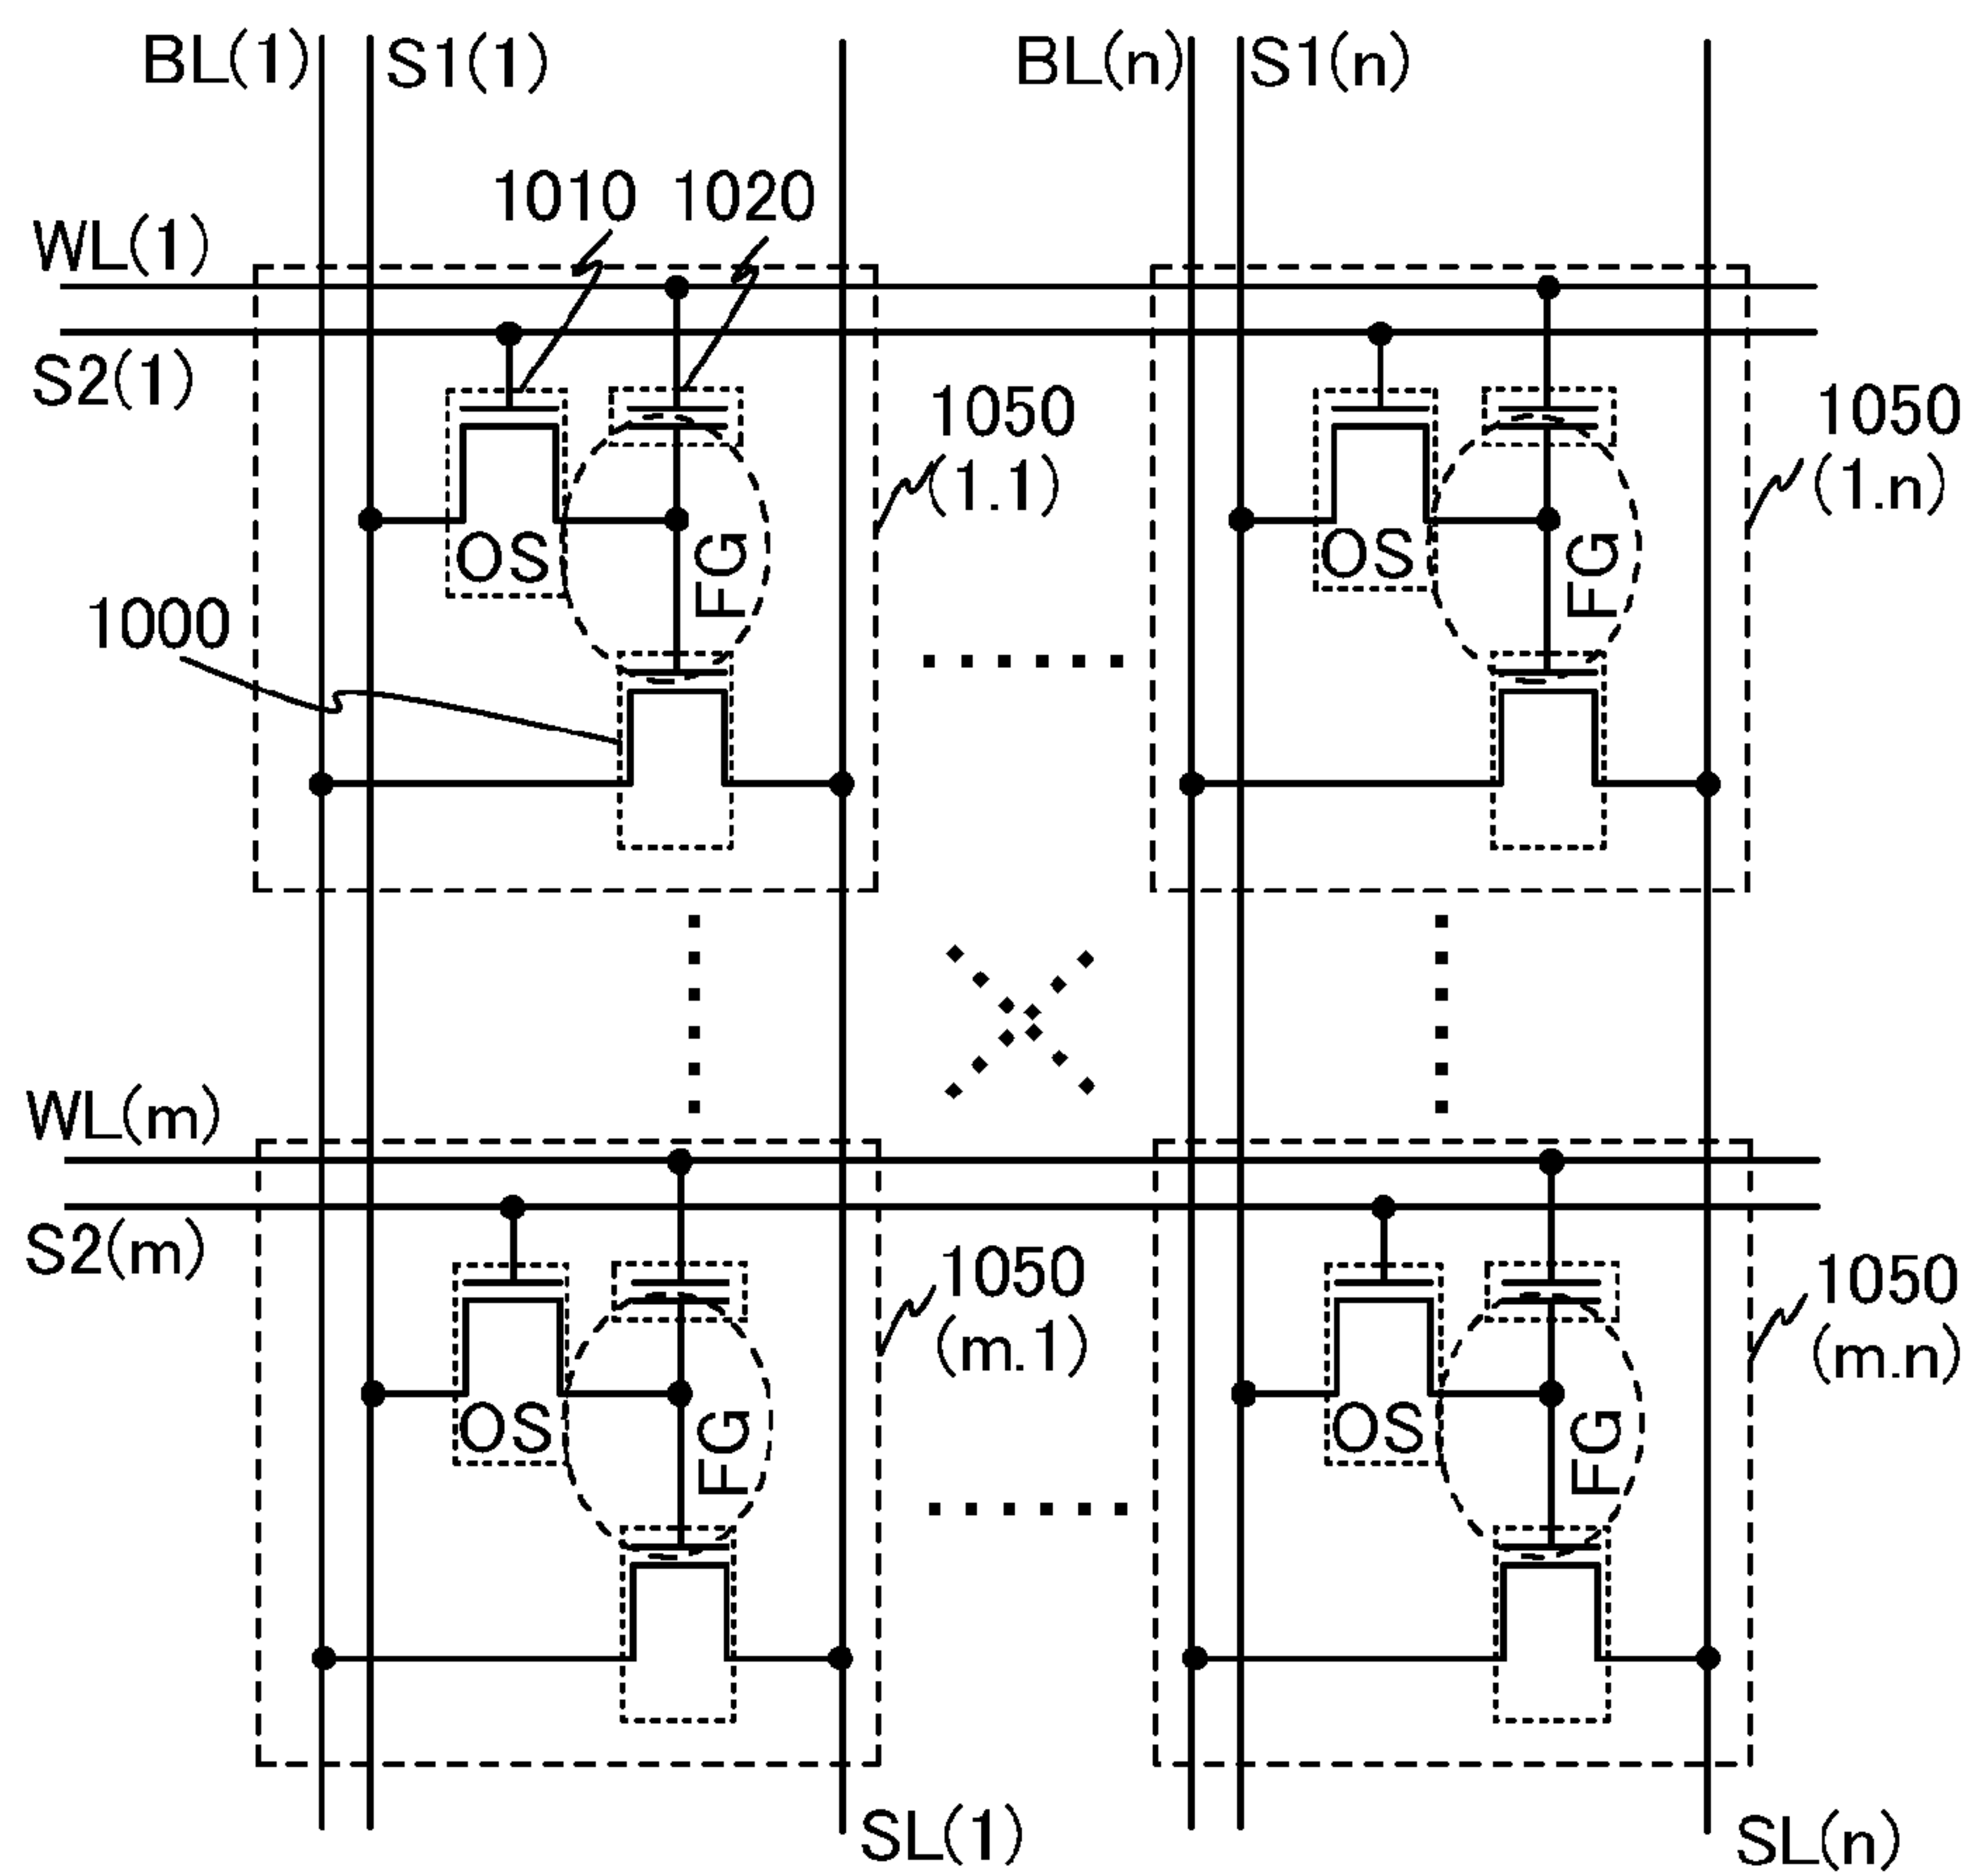 BL(1) S1(1) BL(n) S1(n)
1010 1020
WL(1)
S2(1)
1050
(1.1)
1050
(1.n)
OS FG OS FG
1000
WL(m)
S2(m)
1050
(m.1)
1050
(m.n)
OS FG OS FG
SL(1) SL(n)